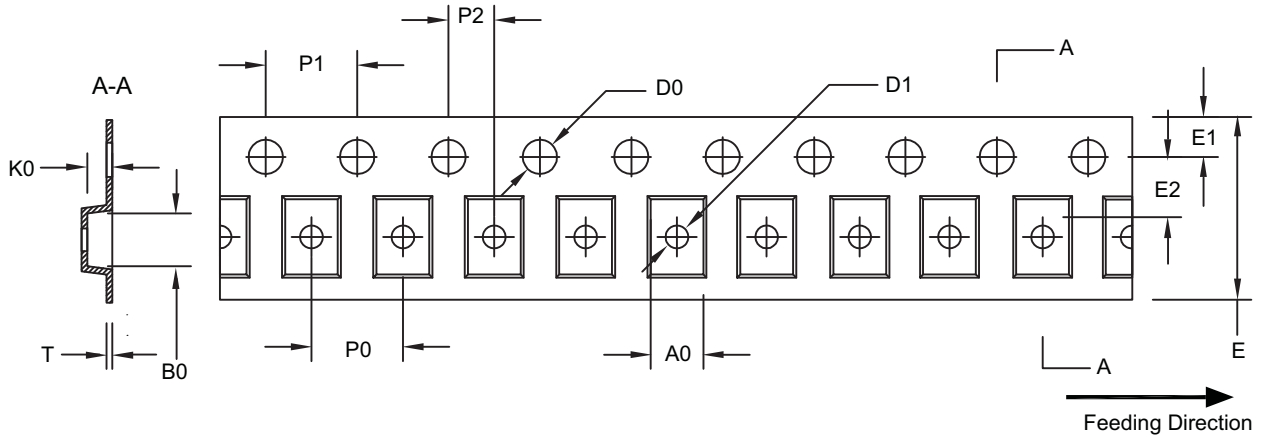 P2
A
P1
A-A
D0
D1
E1
K0
E2
P0
A0
T
B0
E
A
Feeding Direction